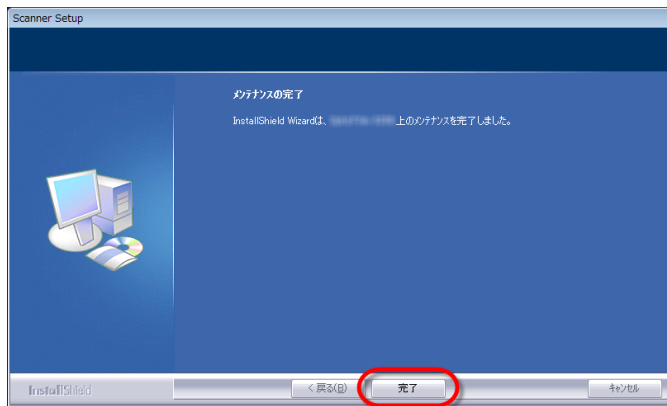 Scanner Setup
メンテナンスの完了
InstallShield Wizardは、 上のメンテナンスを完了しました。
InstallShield
< 戻る(B)
完了
キャンセル